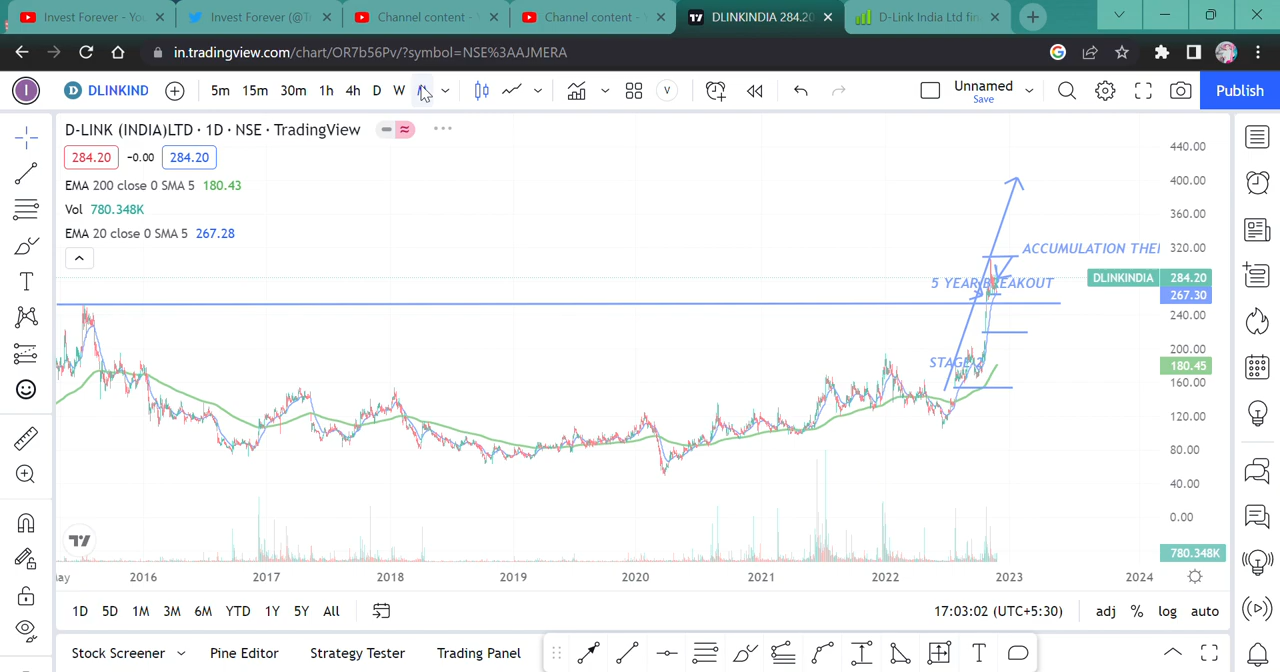 Invest Forever - You
Invest Forever (@T
Channel content -
Channel content -
DLINKINDIA 284.20
D-Link India Ltd fin
in.tradingview.com/chart/OR7b56Pv/?symbol=NSE%3AAJMERA
I
D
DLINKIND
5m
15m
30m
1h
4h
D
W
V
Unnamed
Save
Publish
D-LINK (INDIA)LTD · 1D · NSE · TradingView
284.20
−0.00
284.20
EMA 200 close 0 SMA 5 180.43
Vol 780.348K
EMA 20 close 0 SMA 5 267.28
440.00
400.00
360.00
320.00
ACCUMULATION THE
5 YEAR BREAKOUT
DLINKINDIA 284.20
267.30
240.00
200.00
STAGE 2
180.45
160.00
120.00
80.00
40.00
0.00
780.348K
2016
2017
2018
2019
2020
2021
2022
2023
2024
1D
5D
1M
3M
6M
YTD
1Y
5Y
All
17:03:02 (UTC+5:30)
adj
%
log
auto
Stock Screener
Pine Editor
Strategy Tester
Trading Panel